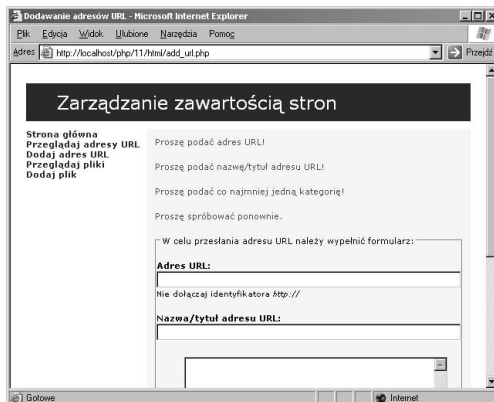 Dodawanie adresów URL - Microsoft Internet Explorer
Plik Edycja Widok Ulubione Narzędzia Pomoc
Adres http://localhost/php/11/html/add_url.php Przejdź
Zarządzanie zawartością stron
Strona główna
Przeglądaj adresy URL
Dodaj adres URL
Przeglądaj pliki
Dodaj plik
Proszę podać adres URL!
Proszę podać nazwę/tytuł adresu URL!
Proszę podać co najmniej jedną kategorię!
Proszę spróbować ponownie.
W celu przesłania adresu URL należy wypełnić formularz:
Adres URL:
Nie dołączaj identyfikatora http://
Nazwa/tytuł adresu URL:
Gotowe Internet